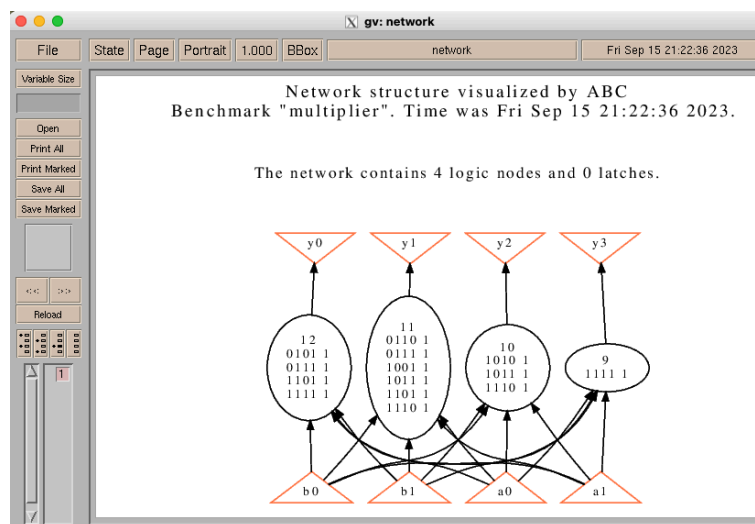 gv: network
File
State
Page
Portrait
1.000
BBox
network
Fri Sep 15 21:22:36 2023
Variable Size
Open
Print All
Print Marked
Save All
Save Marked
<<
>>
Reload
1
Network structure visualized by ABC
Benchmark "multiplier". Time was Fri Sep 15 21:22:36 2023.
The network contains 4 logic nodes and 0 latches.
y0
y1
y2
y3
12
0101 1
0111 1
1101 1
1111 1
11
0110 1
0111 1
1001 1
1011 1
1101 1
1110 1
10
1010 1
1011 1
1110 1
9
1111 1
b0
b1
a0
a1